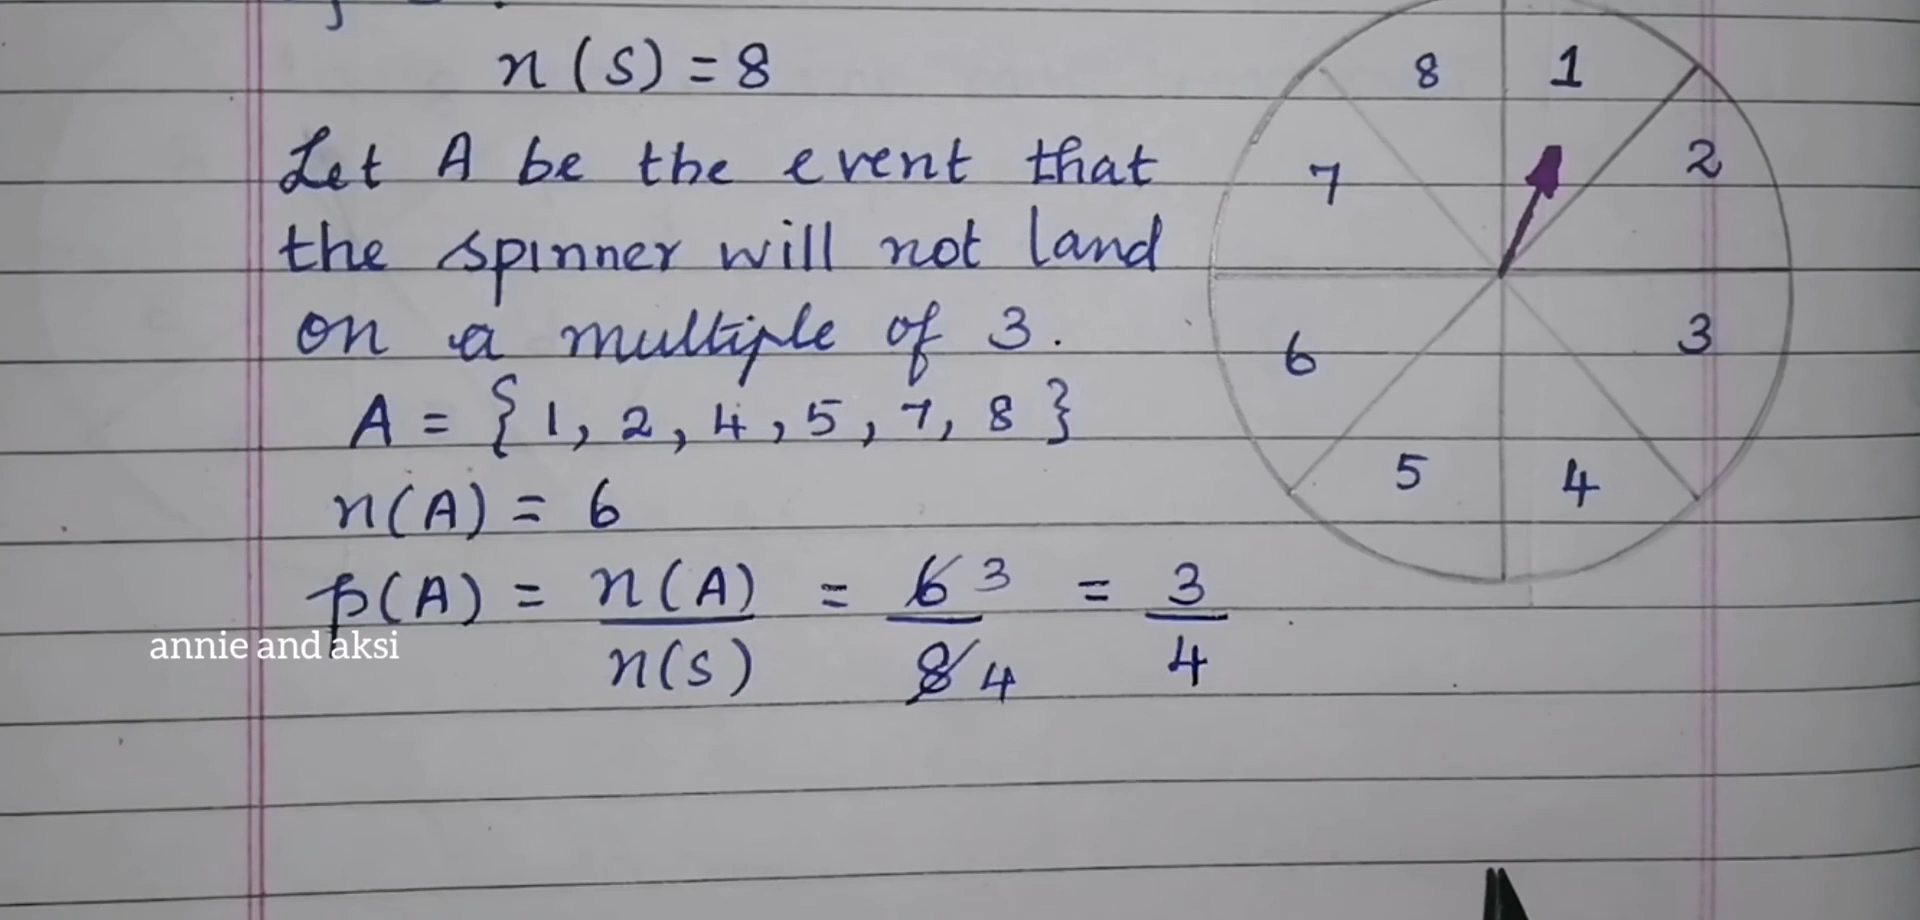 n(S) = 8
Let A be the event that
the spinner will not land
on a multiple of 3.
A = {1, 2, 4, 5, 7, 8}
n(A) = 6
p(A) = n(A)/n(S) = 6 3/8 4 = 3/4
annie and aksi
8 1
7 2
6 3
5 4